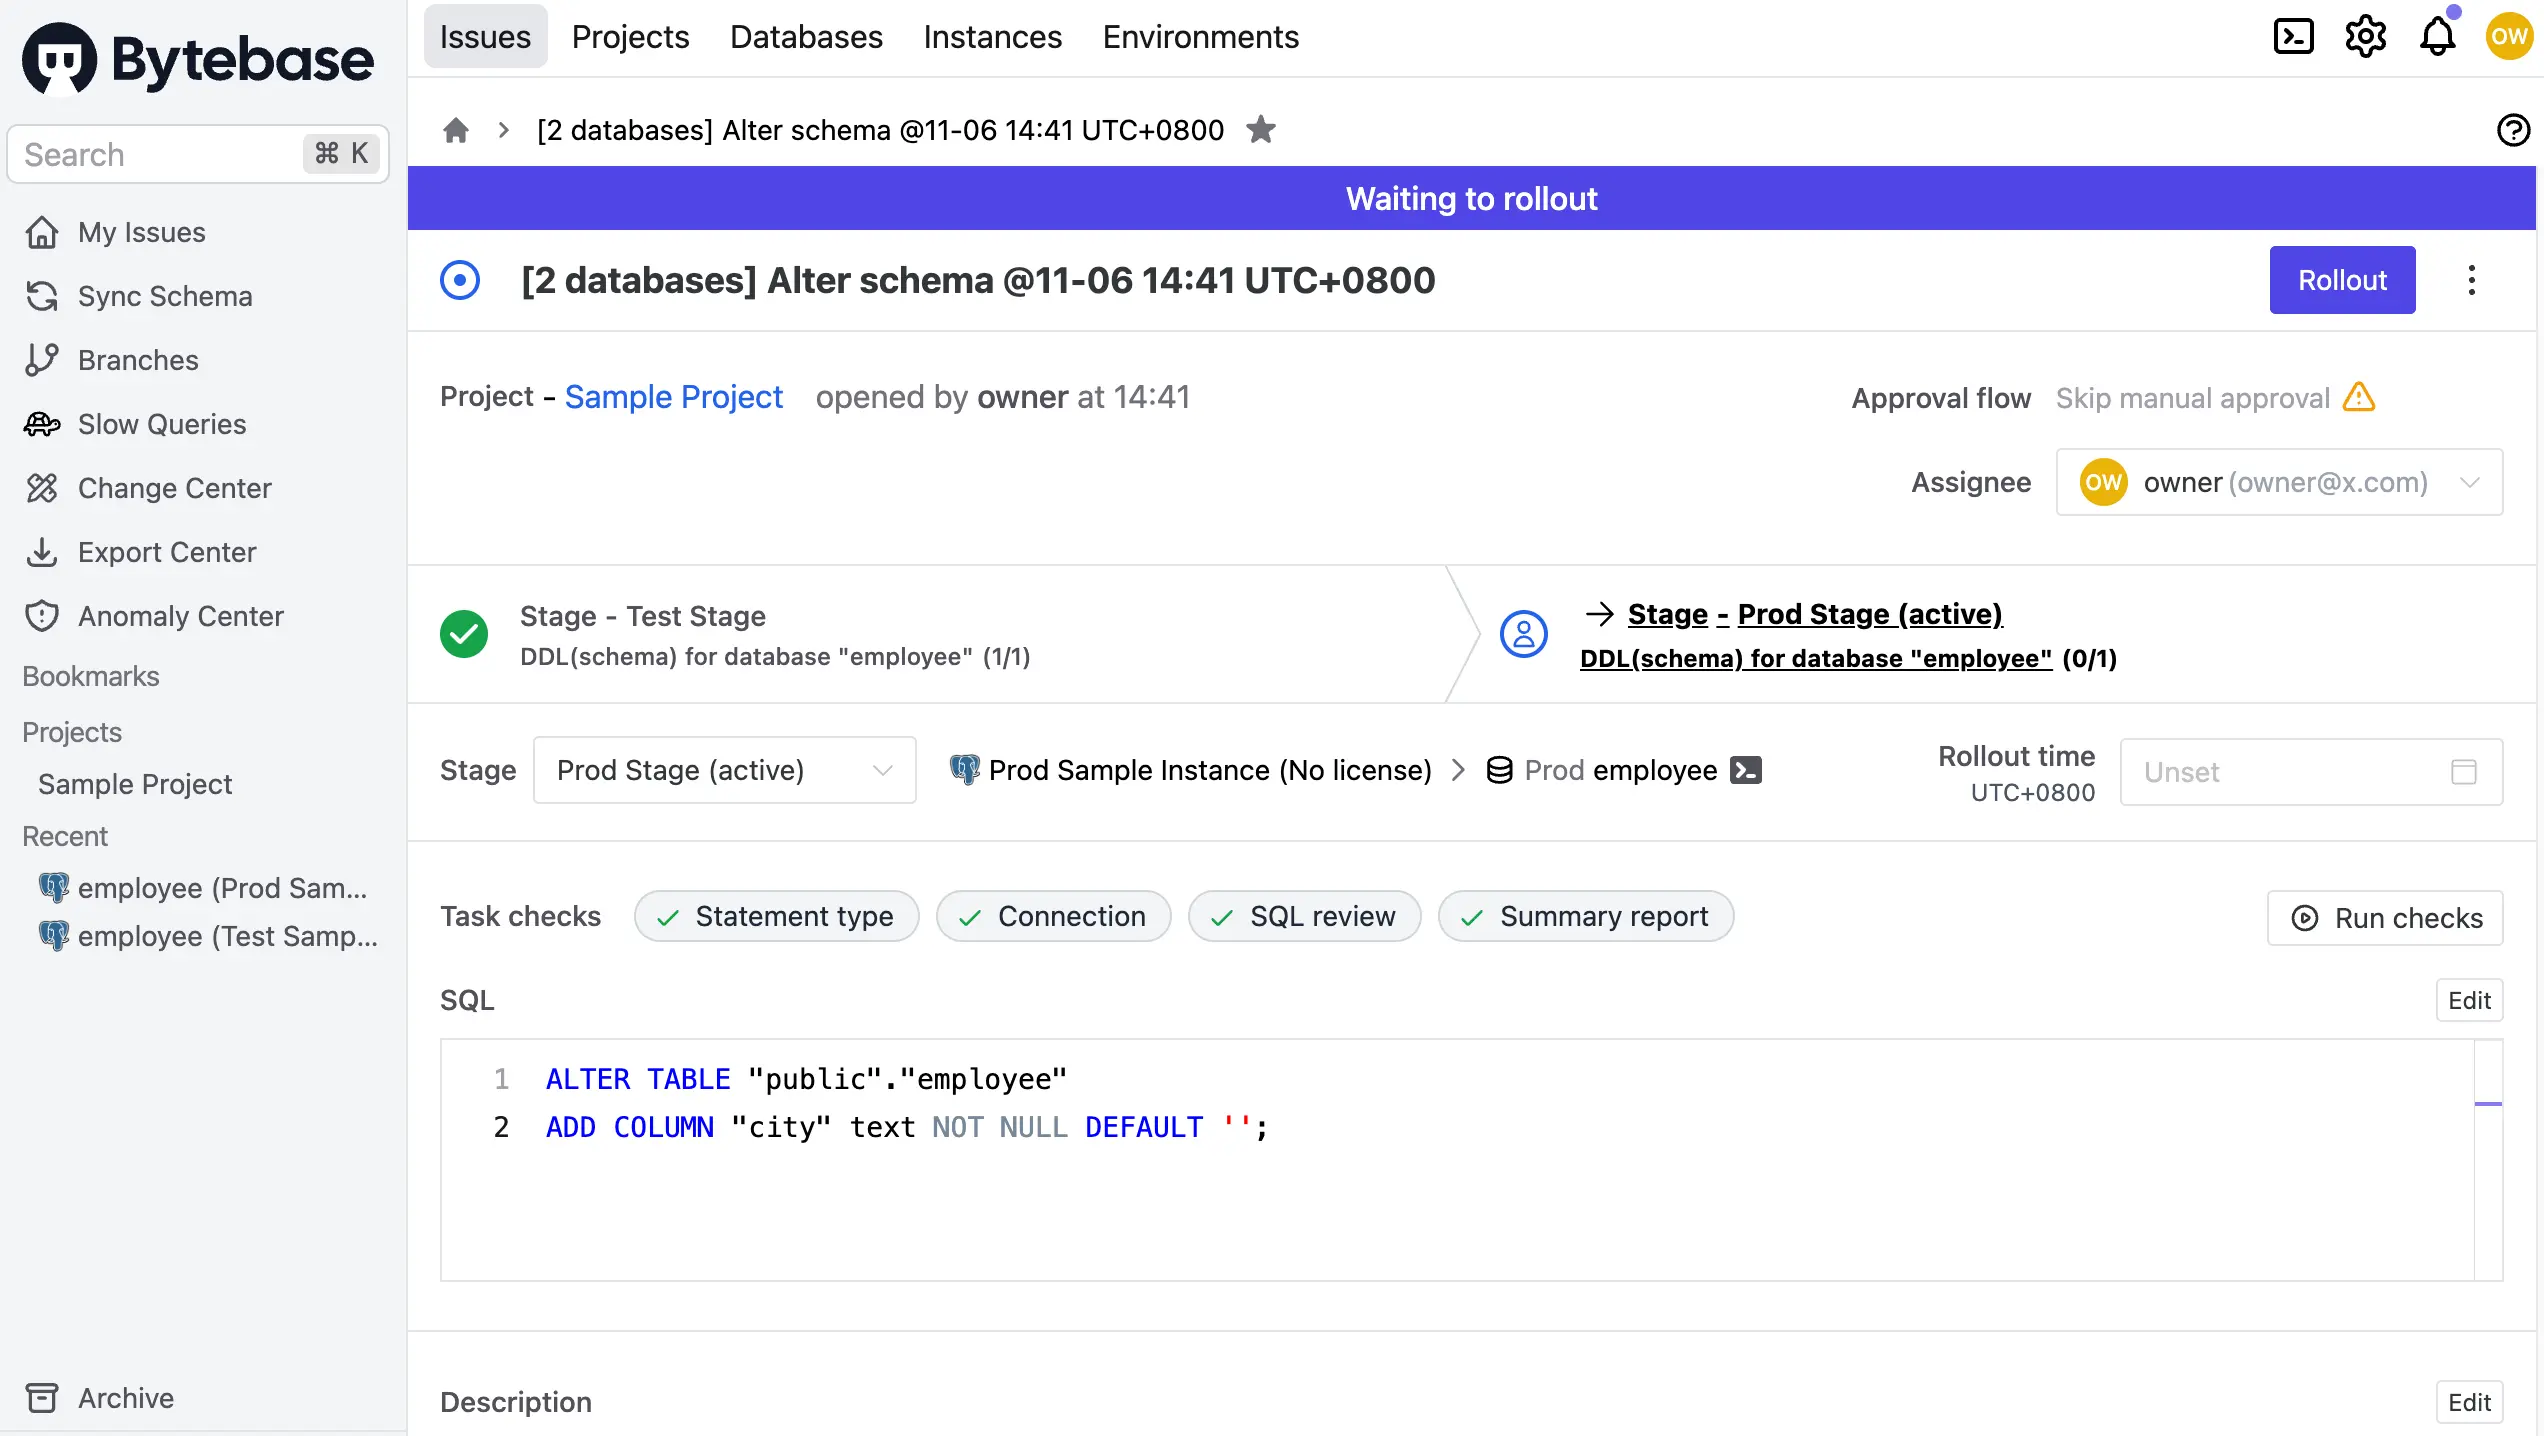 Bytebase
Search ⌘ K
My Issues
Sync Schema
Branches
Slow Queries
Change Center
Export Center
Anomaly Center
Bookmarks
Projects
Sample Project
Recent
employee (Prod Sam...
employee (Test Samp...
Archive
Issues Projects Databases Instances Environments
OW
[2 databases] Alter schema @11-06 14:41 UTC+0800
Waiting to rollout
[2 databases] Alter schema @11-06 14:41 UTC+0800
Rollout
Project - Sample Project opened by owner at 14:41
Approval flow Skip manual approval
Assignee OW owner (owner@x.com)
Stage - Test Stage
DDL(schema) for database "employee" (1/1)
→ Stage - Prod Stage (active)
DDL(schema) for database "employee" (0/1)
Stage Prod Stage (active) Prod Sample Instance (No license) > Prod employee
Rollout time
UTC+0800
Unset
Task checks Statement type Connection SQL review Summary report Run checks
SQL Edit
1 ALTER TABLE "public"."employee"
2 ADD COLUMN "city" text NOT NULL DEFAULT '';
Description Edit